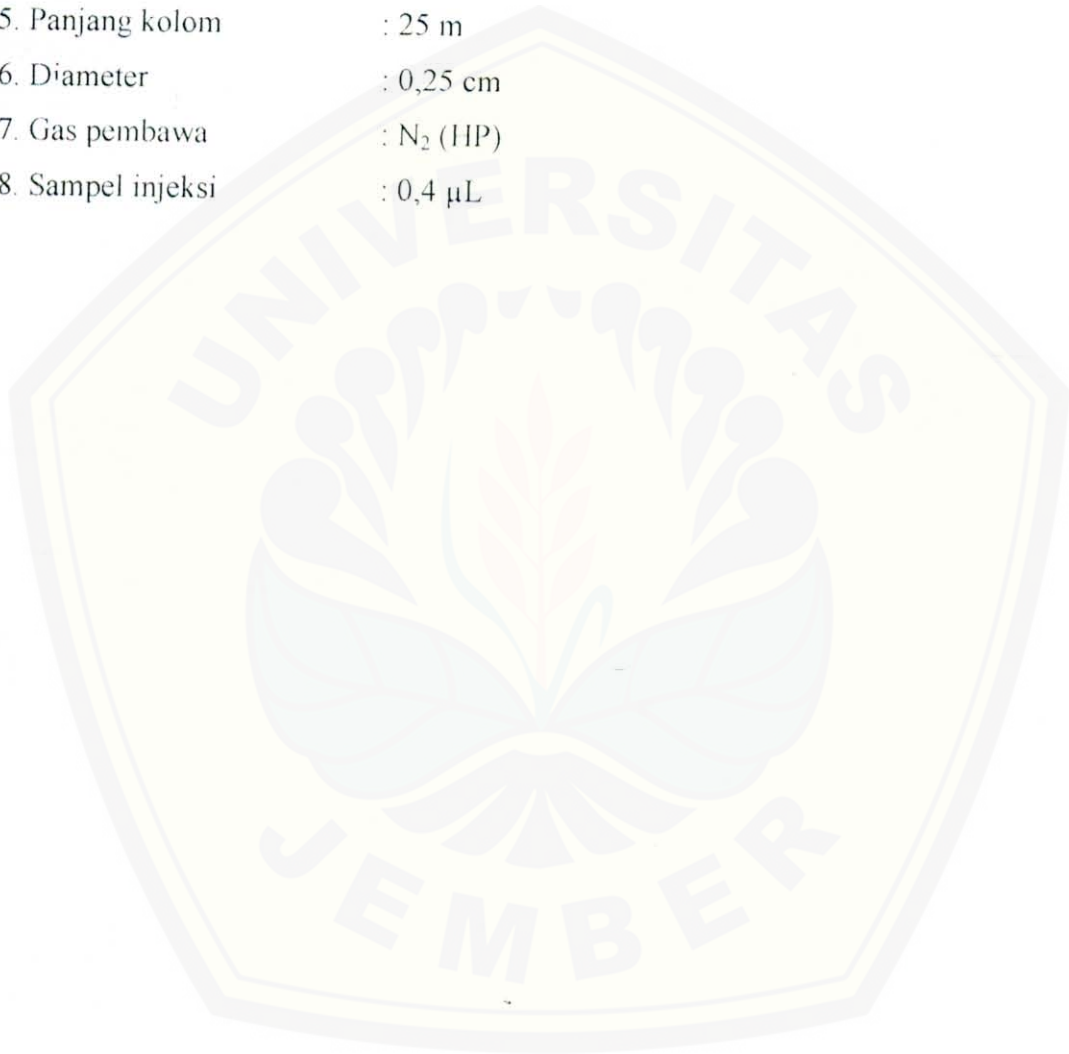 5. Panjang kolom : 25 m
6. Diameter : 0,25 cm
7. Gas pembawa : N₂ (HP)
8. Sampel injeksi : 0,4 µL
UNIVERSITAS
JEMBER